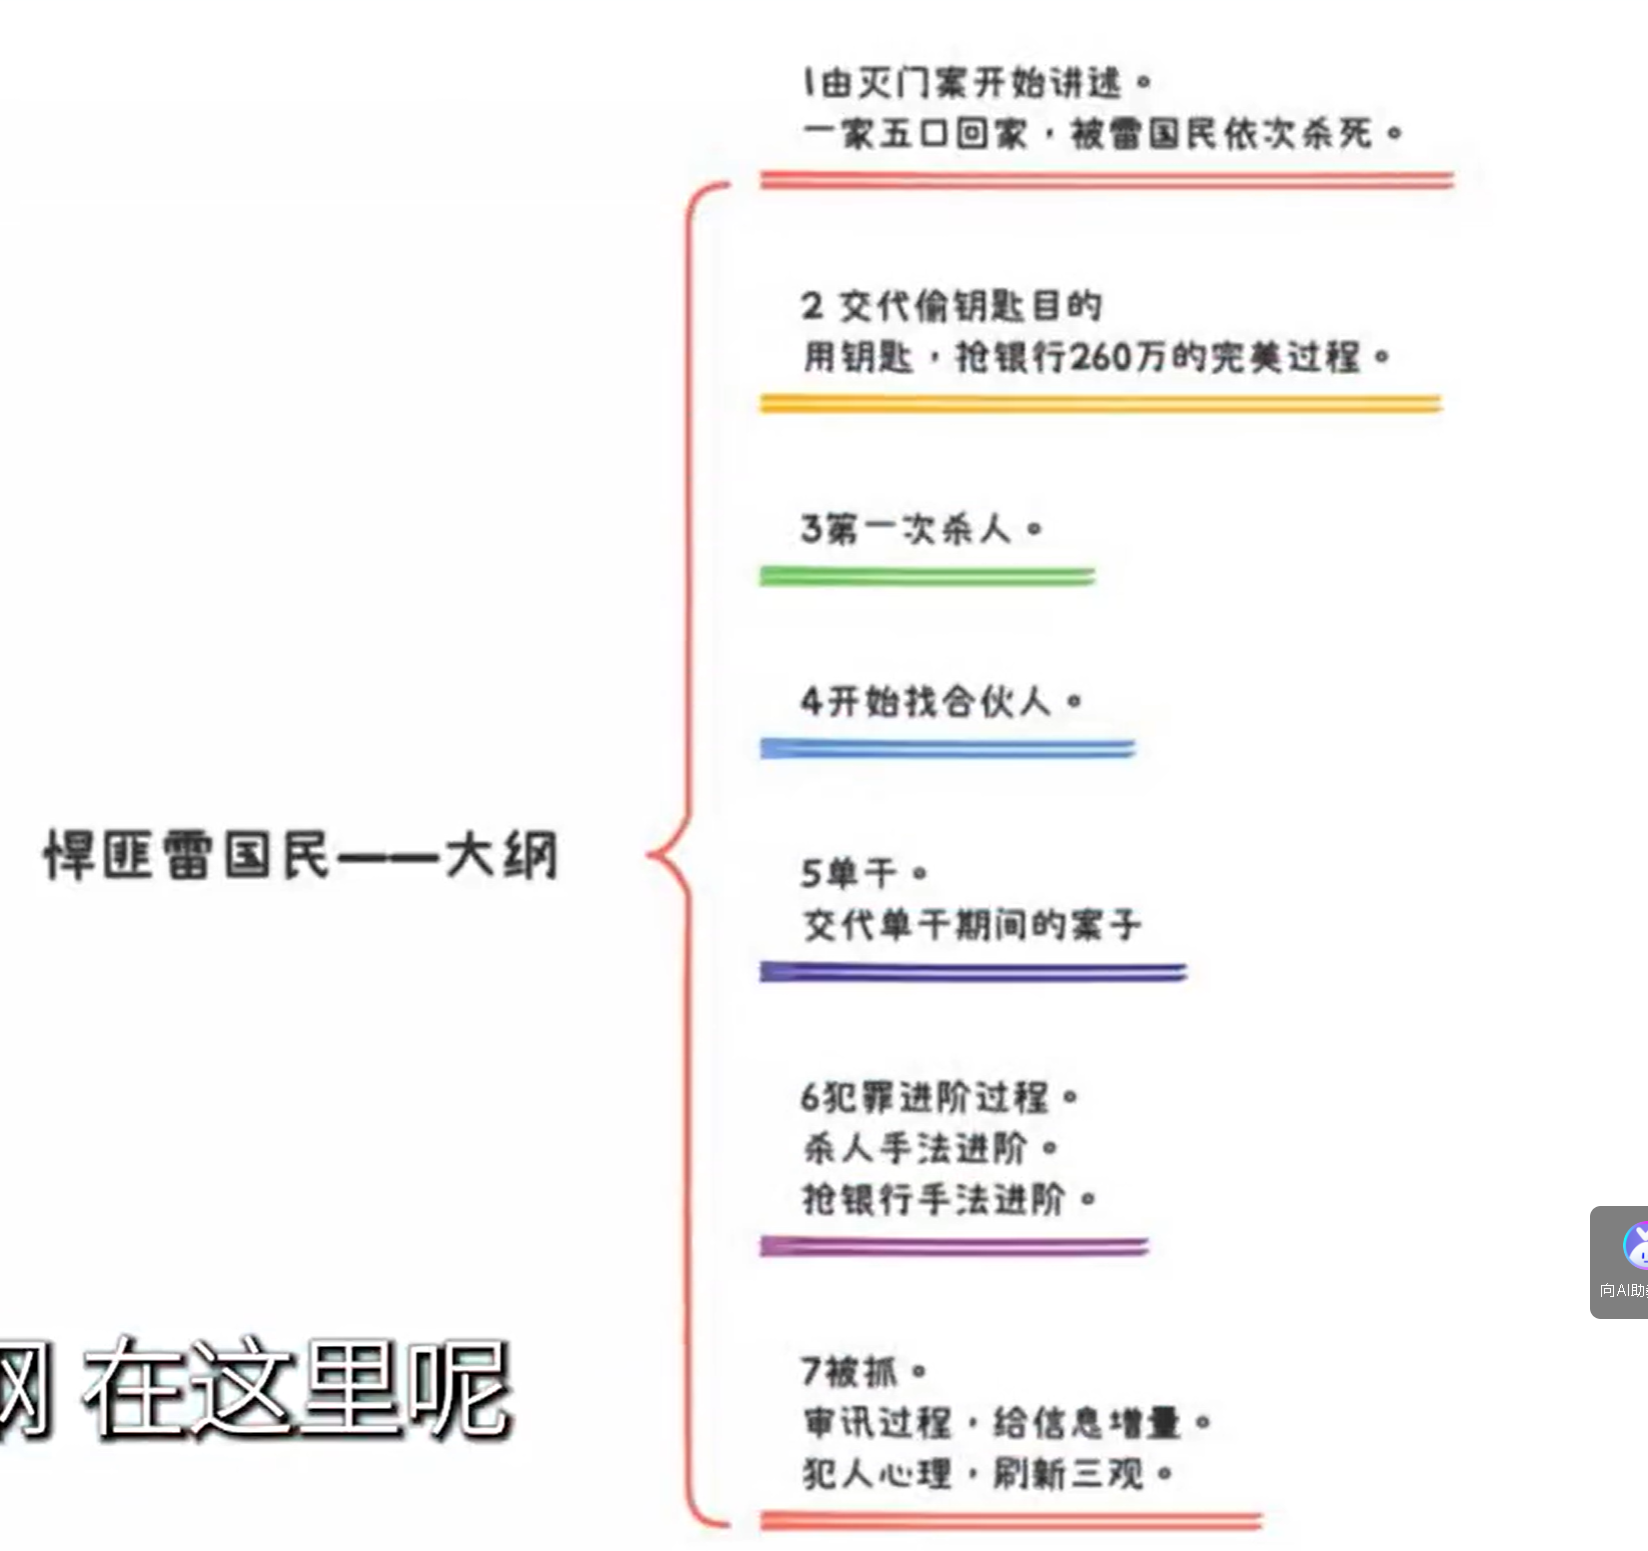 1由灭门案开始讲述。
一家五口回家，被雷国民依次杀死。
2 交代偷钥匙目的
用钥匙，抢银行260万的完美过程。
3第一次杀人。
4开始找合伙人。
悍匪雷国民——大纲
5单干。
交代单干期间的案子
6犯罪进阶过程。
杀人手法进阶。
抢银行手法进阶。
向AI助
在这里呢
7被抓。
审讯过程，给信息增量。
犯人心理，刷新三观。